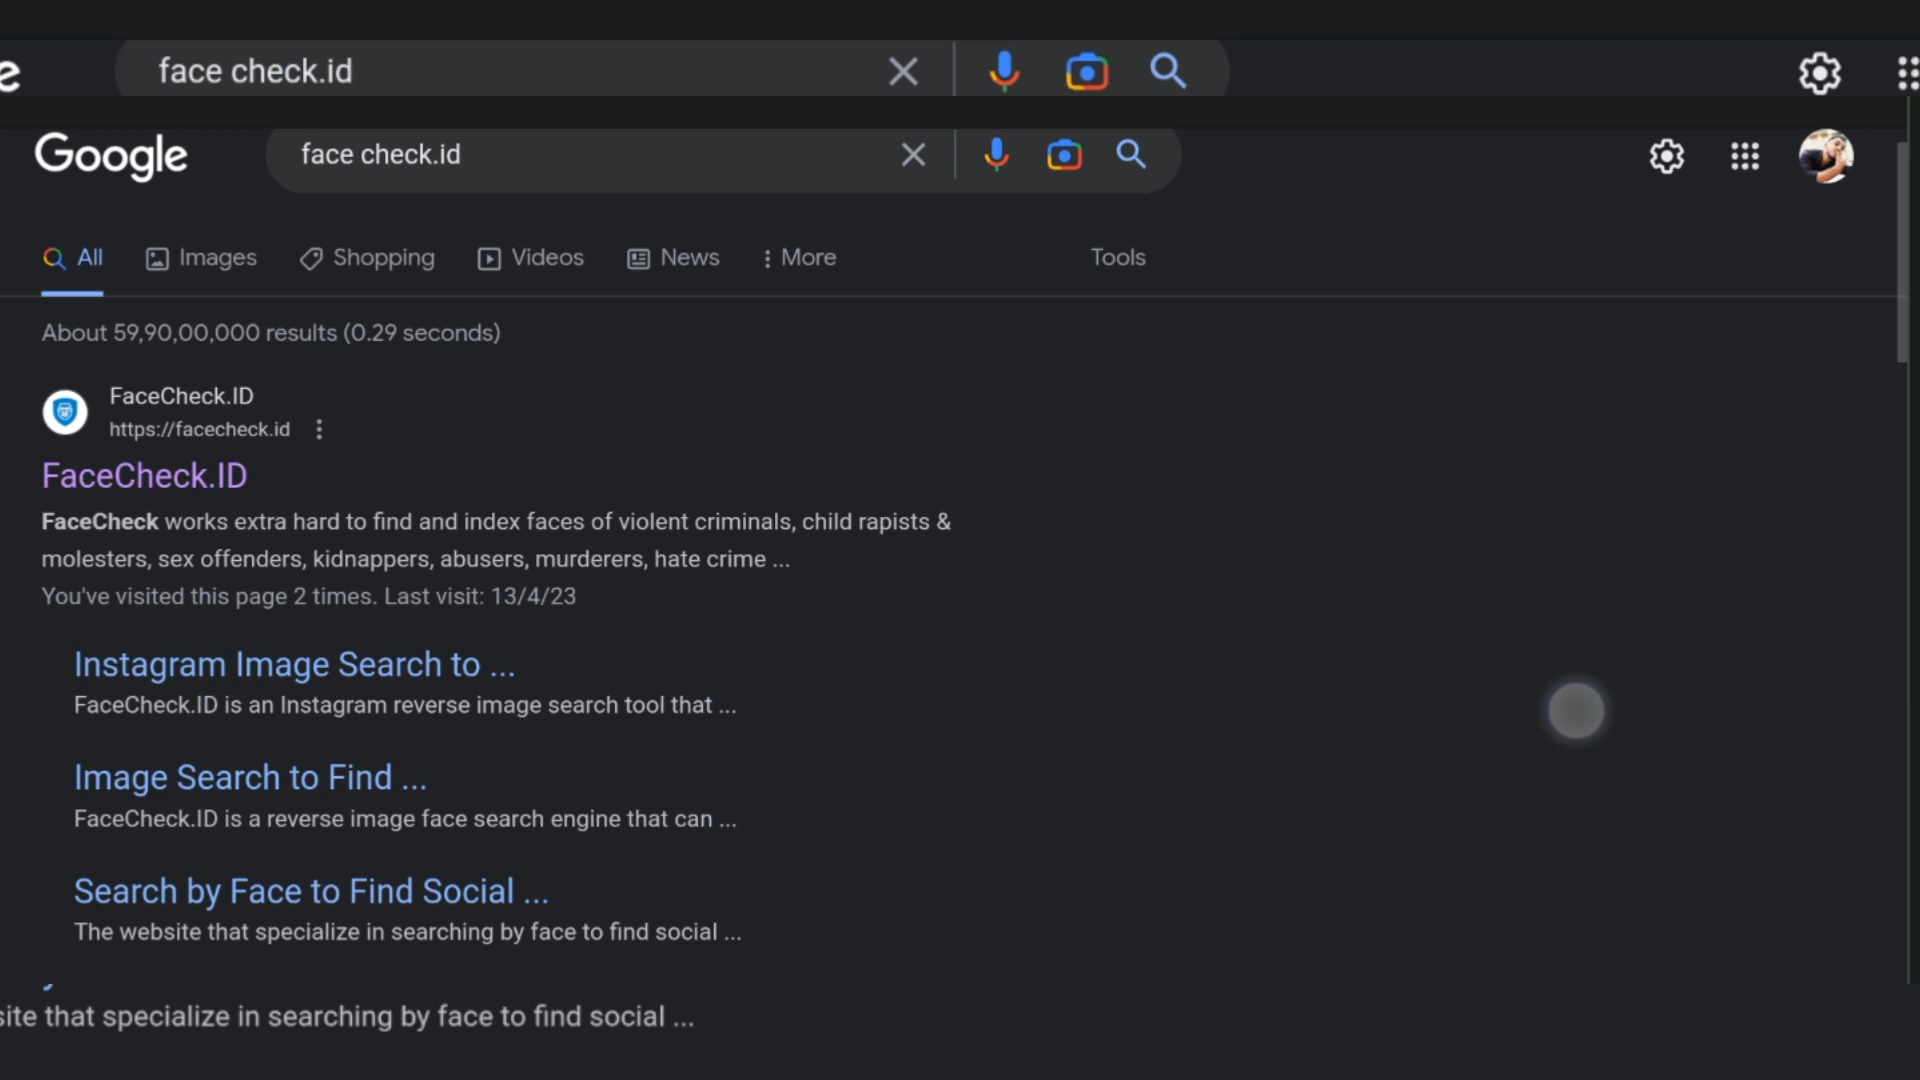 e
face check.id
Google
face check.id
All
Images
Shopping
Videos
News
More
Tools
About 59,90,00,000 results (0.29 seconds)
FaceCheck.ID
https://facecheck.id
FaceCheck.ID
FaceCheck works extra hard to find and index faces of violent criminals, child rapists &
molesters, sex offenders, kidnappers, abusers, murderers, hate crime ...
You've visited this page 2 times. Last visit: 13/4/23
Instagram Image Search to ...
FaceCheck.ID is an Instagram reverse image search tool that ...
Image Search to Find ...
FaceCheck.ID is a reverse image face search engine that can ...
Search by Face to Find Social ...
The website that specialize in searching by face to find social ...
site that specialize in searching by face to find social ...